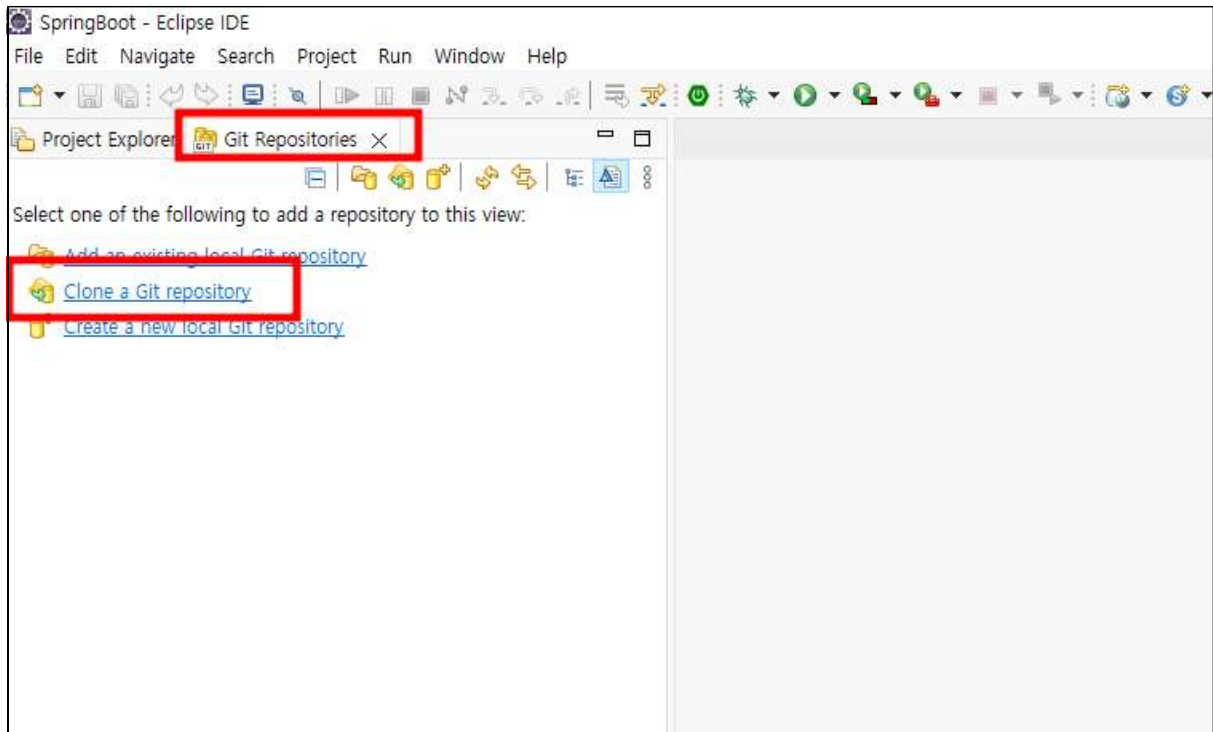 SpringBoot - Eclipse IDE
File Edit Navigate Search Project Run Window Help
Project Explorer Git Repositories
Select one of the following to add a repository to this view:
Add an existing local Git repository
Clone a Git repository
Create a new local Git repository